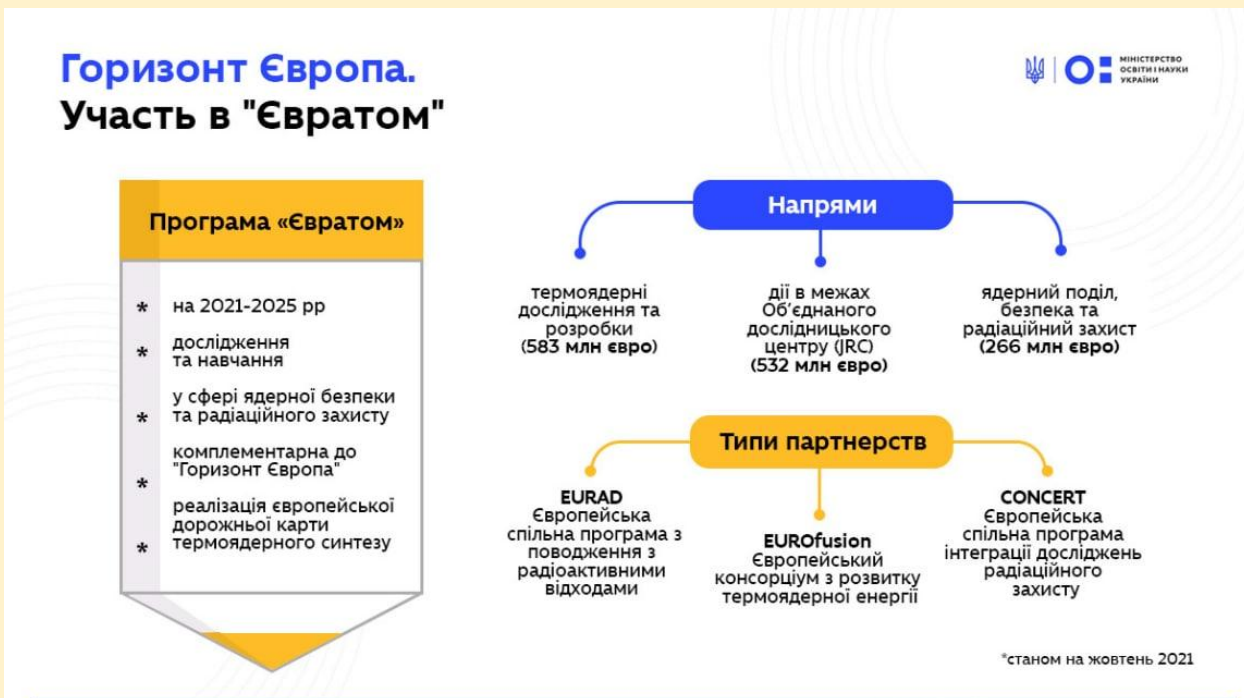 Горизонт Європа.
Участь в "Євратом"
МІНІСТЕРСТВО
ОСВІТИ І НАУКИ
УКРАЇНИ
Програма «Євратом»
* на 2021-2025 рр
* дослідження
та навчання
* у сфері ядерної безпеки
та радіаційного захисту
* комплементарна до
"Горизонт Європа"
* реалізація європейської
дорожньої карти
термоядерного синтезу
Напрями
термоядерні
дослідження та
розробки
(583 млн євро)
дії в межах
Об'єднаного
дослідницького
центру (JRC)
(532 млн євро)
ядерний поділ,
безпека та
радіаційний захист
(266 млн євро)
Типи партнерств
EURAD
Європейська
спільна програма з
поводження з
радіоактивними
відходами
EUROfusion
Європейський
консорціум з розвитку
термоядерної енергії
CONCERT
Європейська
спільна програма
інтеграції досліджень
радіаційного
захисту
*станом на жовтень 2021